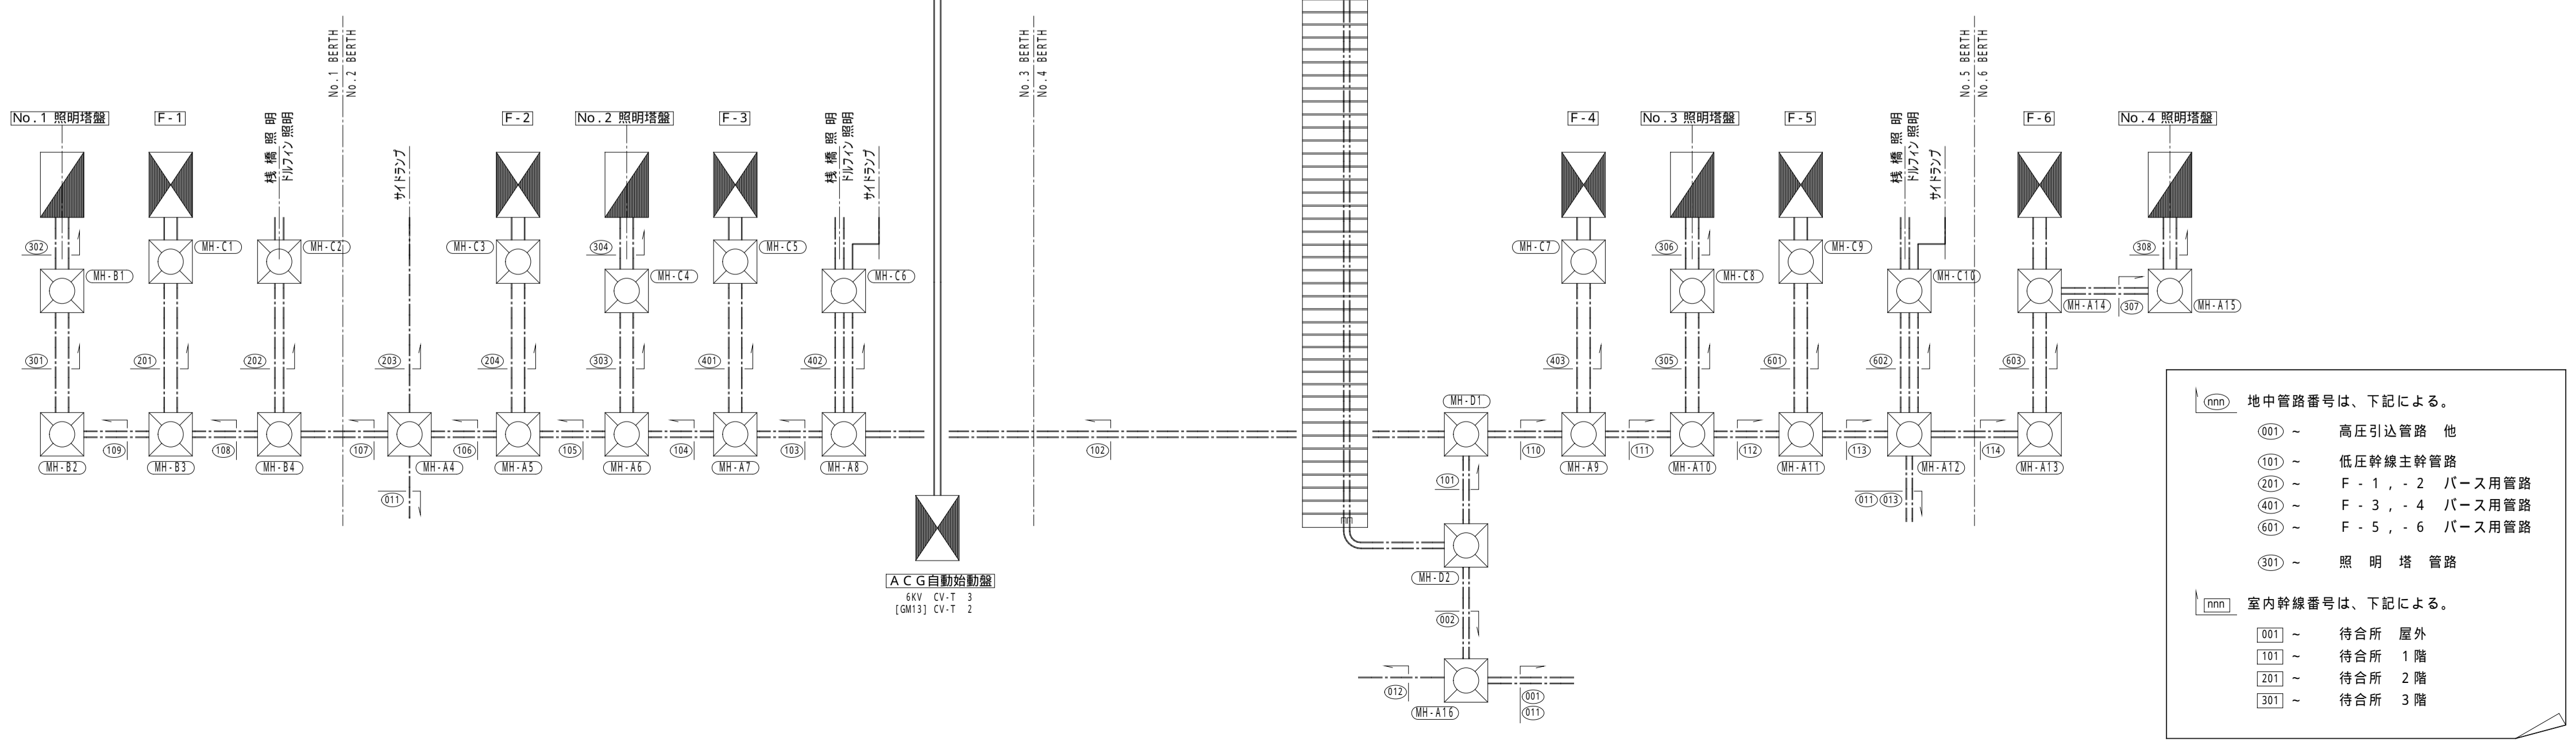 No.1 BERTH
No.2 BERTH
No.3 BERTH
No.4 BERTH
No.5 BERTH
No.6 BERTH
No.1 照明塔盤
F-1
桟橋照明
ドルフィン照明
サイドランプ
F-2
No.2 照明塔盤
F-3
桟橋照明
ドルフィン照明
サイドランプ
F-4
No.3 照明塔盤
F-5
桟橋照明
ドルフィン照明
サイドランプ
F-6
No.4 照明塔盤
302
MH-C1
MH-C2
MH-C3
304
MH-C5
MH-C7
306
MH-C9
308
MH-B1
MH-C4
MH-C6
MH-C8
MH-C10
MH-A14
307
MH-A15
301
201
202
203
204
303
401
402
403
305
601
602
603
MH-D1
109
108
107
106
105
104
103
102
110
111
112
113
114
MH-B2
MH-B3
MH-B4
MH-A4
MH-A5
MH-A6
MH-A7
MH-A8
MH-A9
MH-A10
MH-A11
MH-A12
MH-A13
101
011
011 013
ACG自動始動盤
6KV CV-T 3
[GM13] CV-T 2
MH-D2
002
012
MH-A16
001
011
nnn 地中管路番号は、下記による。
001 ~ 高圧引込管路 他
101 ~ 低圧幹線主幹管路
201 ~ F-1,-2 バース用管路
401 ~ F-3,-4 バース用管路
601 ~ F-5,-6 バース用管路
301 ~ 照 明 塔 管路
nnn 室内幹線番号は、下記による。
001 ~ 待合所 屋外
101 ~ 待合所 1階
201 ~ 待合所 2階
301 ~ 待合所 3階